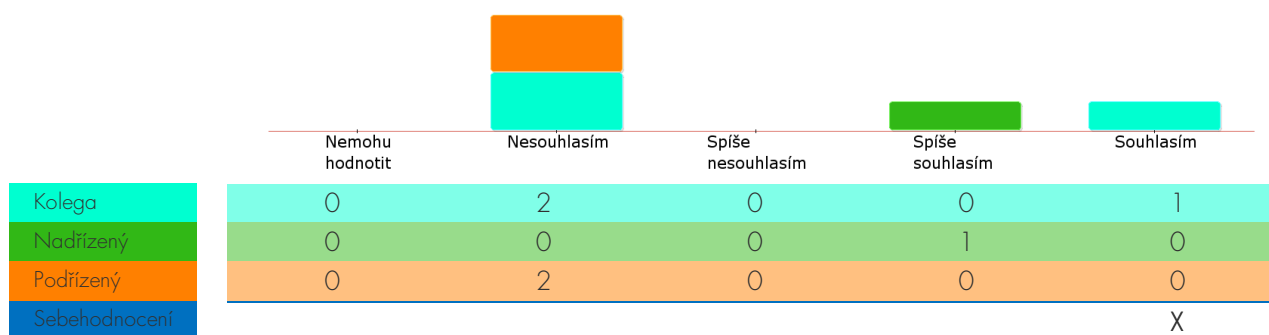 Nemohu hodnotit
Nesouhlasím
Spíše nesouhlasím
Spíše souhlasím
Souhlasím
Kolega 0 2 0 0 1
Nadřízený 0 0 0 1 0
Podřízený 0 2 0 0 0
Sebehodnocení X